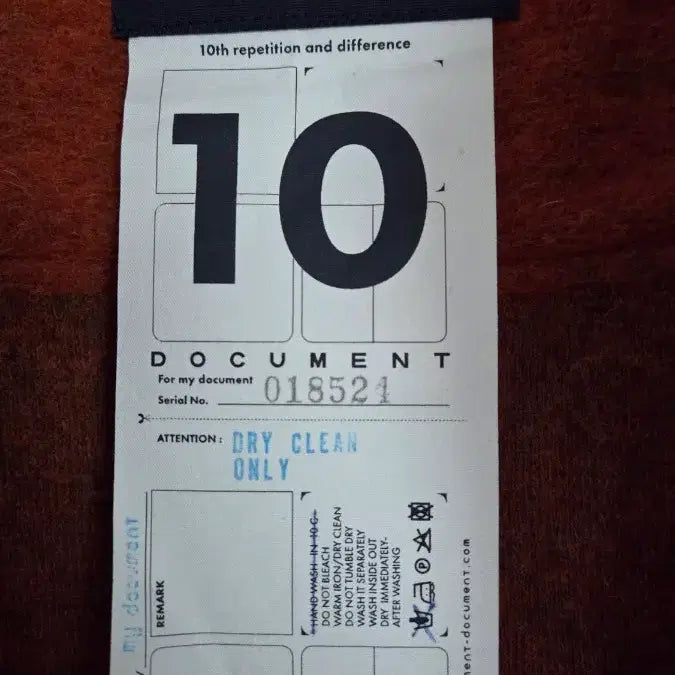 10th repetition and difference
10
DOCUMENT
For my document
Serial No. 018521
ATTENTION : DRY CLEAN
ONLY
my document
REMARK
HAND WASH IN 40 C
DO NOT BLEACH
WARM IRON/DRY CLEAN
DO NOT TUMBLE DRY
WASH IT SEPARATELY
WASH INSIDE OUT
DRY IMMEDIATELY-
AFTER WASHING
P
ment-document.com